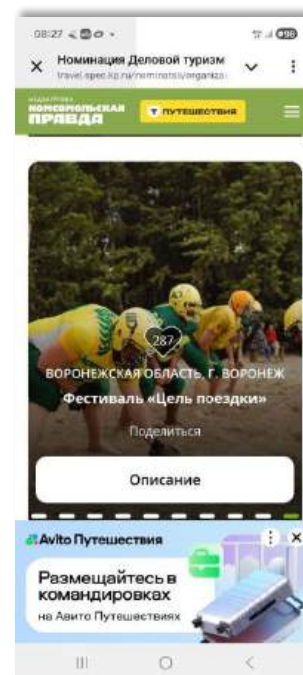 08:27
Номинация Деловой туризм
travel.spec.kp.ru/nominatsii/organiza
КОМСОМОЛЬСКАЯ
ПРАВДА
Т ПУТЕШЕСТВИЯ
287
ВОРОНЕЖСКАЯ ОБЛАСТЬ, Г. ВОРОНЕЖ
Фестиваль «Цель поездки»
Поделиться
Описание
Avito Путешествия
Размещайтесь в
командировках
на Авито Путешествиях